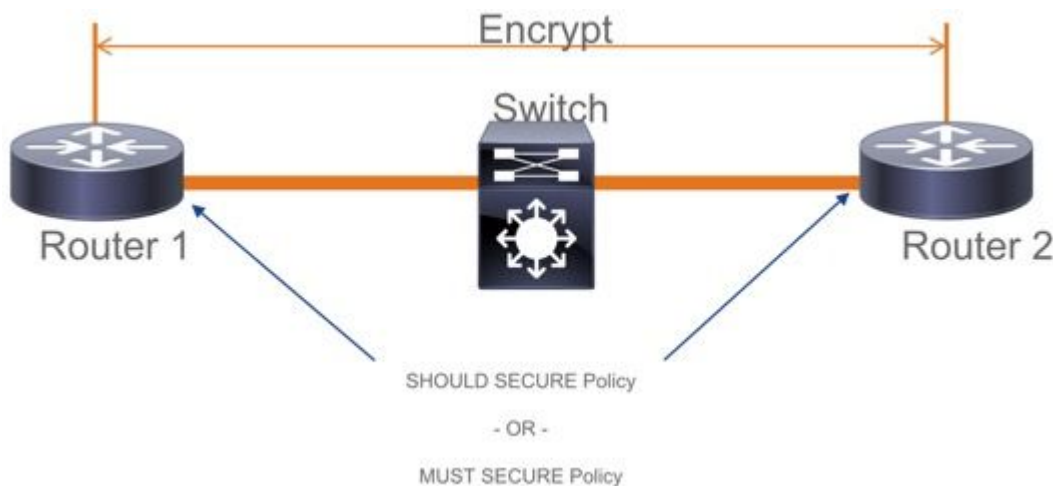 Encrypt
Switch
Router 1
Router 2
SHOULD SECURE Policy
- OR -
MUST SECURE Policy